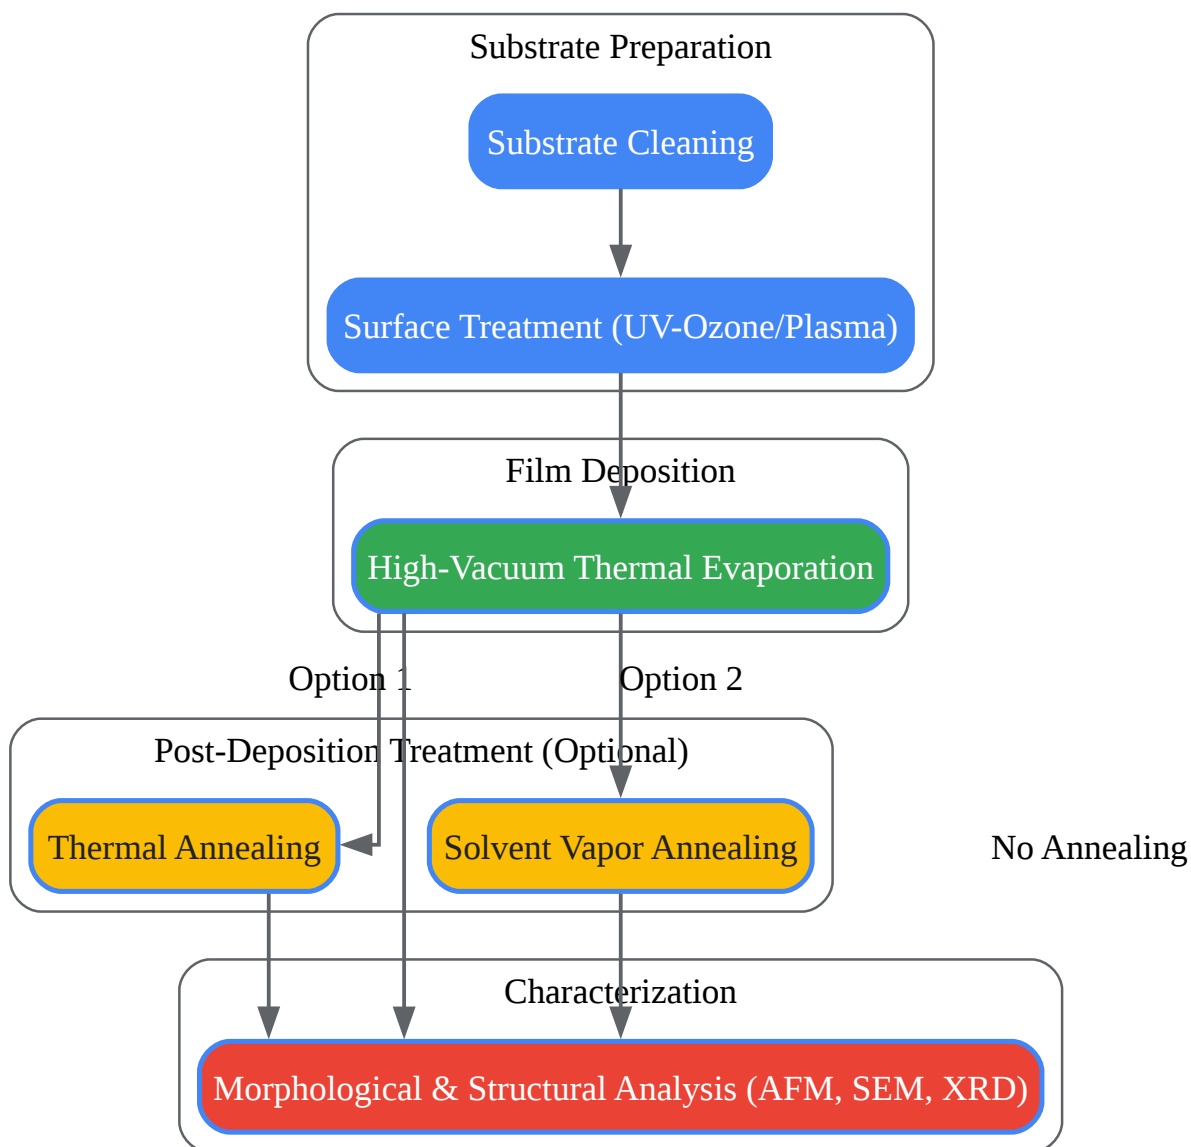 Substrate Preparation
Substrate Cleaning
Surface Treatment (UV-Ozone/Plasma)
Film Deposition
High-Vacuum Thermal Evaporation
Option 1
Option 2
Post-Deposition Treatment (Optional)
Thermal Annealing
Solvent Vapor Annealing
No Annealing
Characterization
Morphological & Structural Analysis (AFM, SEM, XRD)